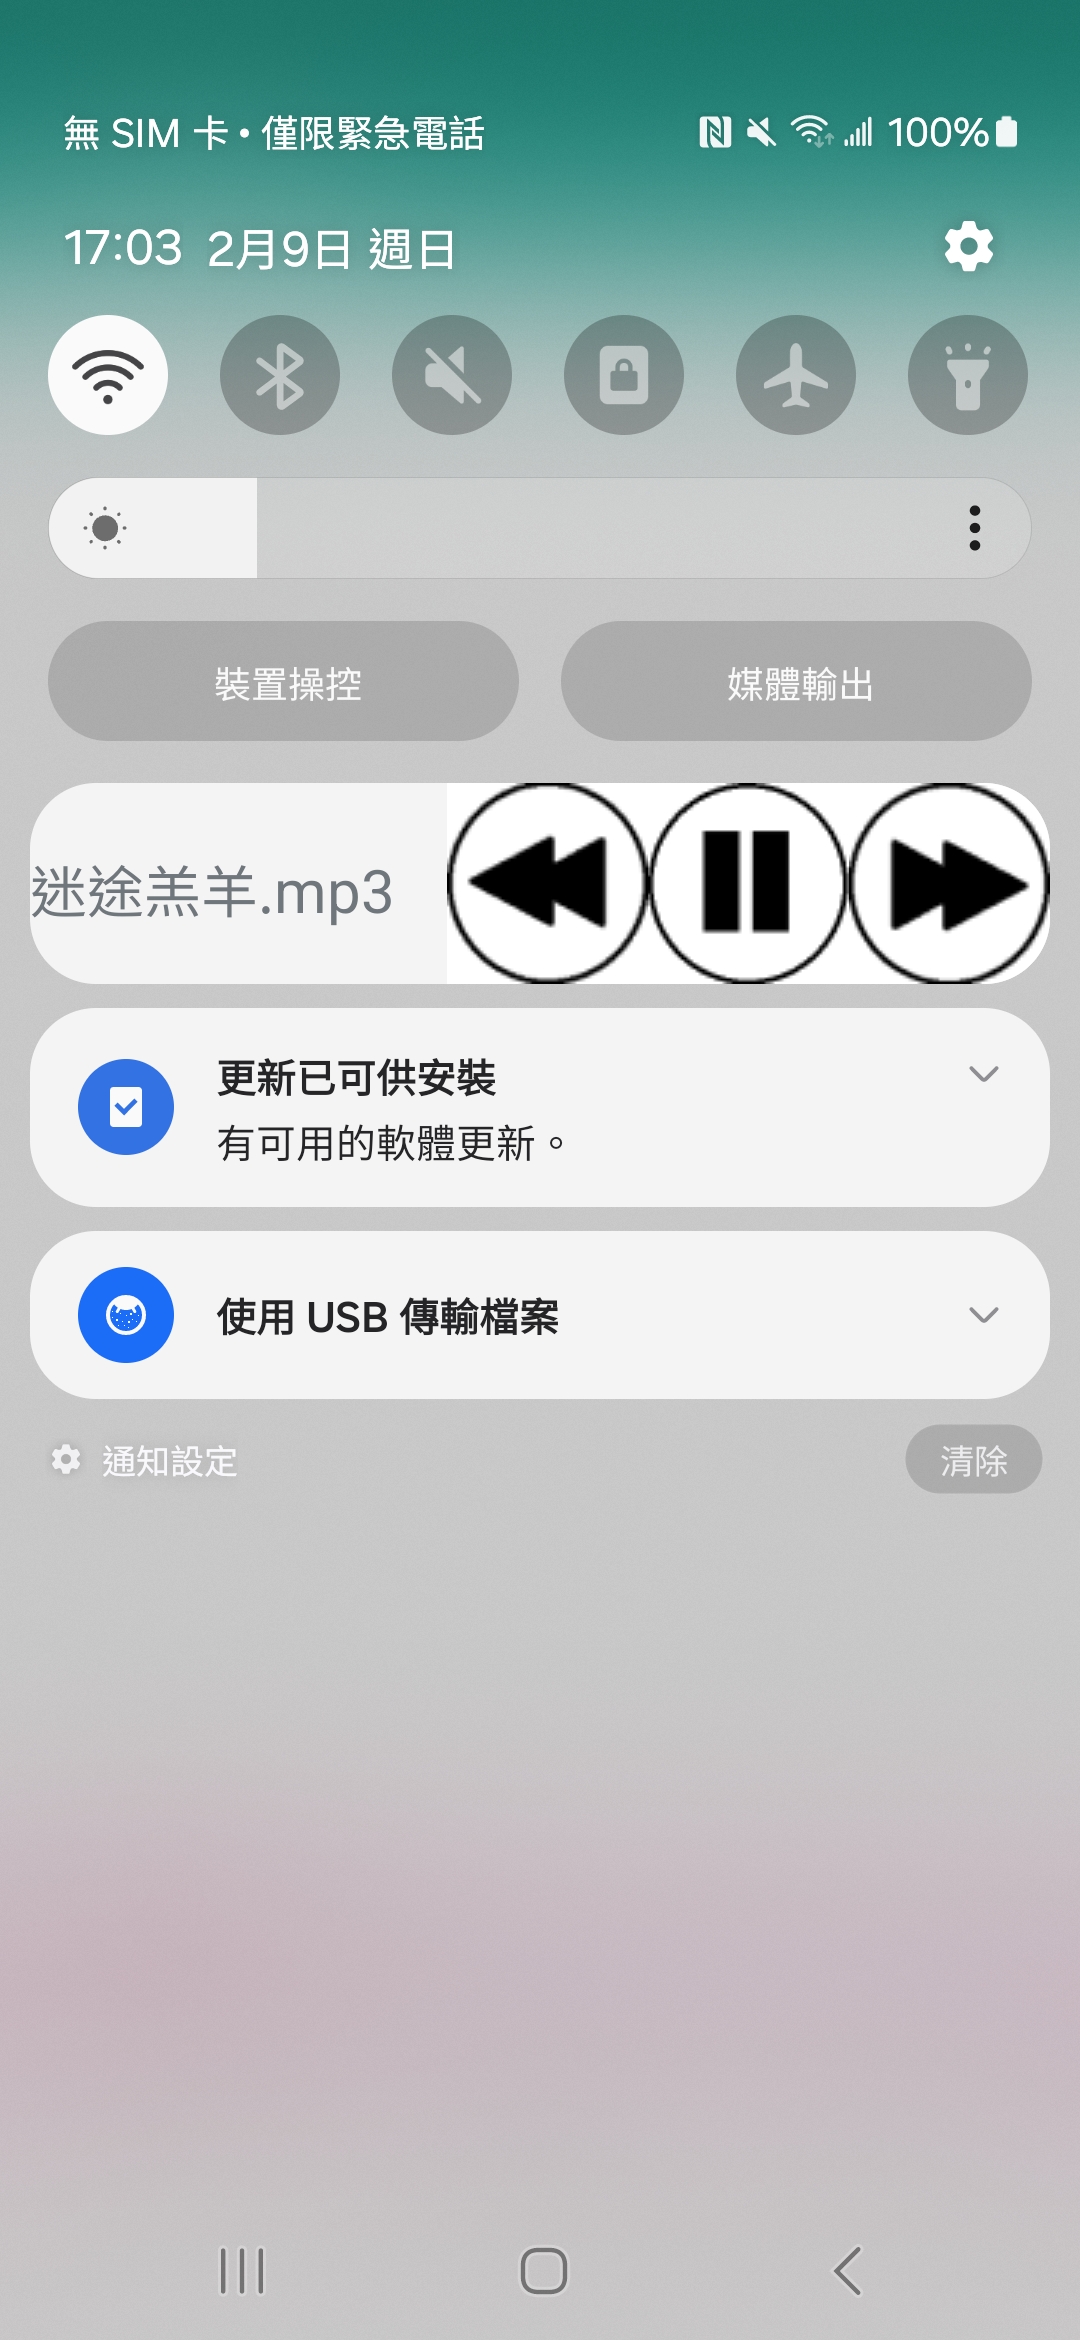 無 SIM 卡 • 僅限緊急電話 100%
17:03 2月9日 週日
裝置操控
媒體輸出
迷途羔羊.mp3
更新已可供安裝
有可用的軟體更新。
使用 USB 傳輸檔案
通知設定
清除